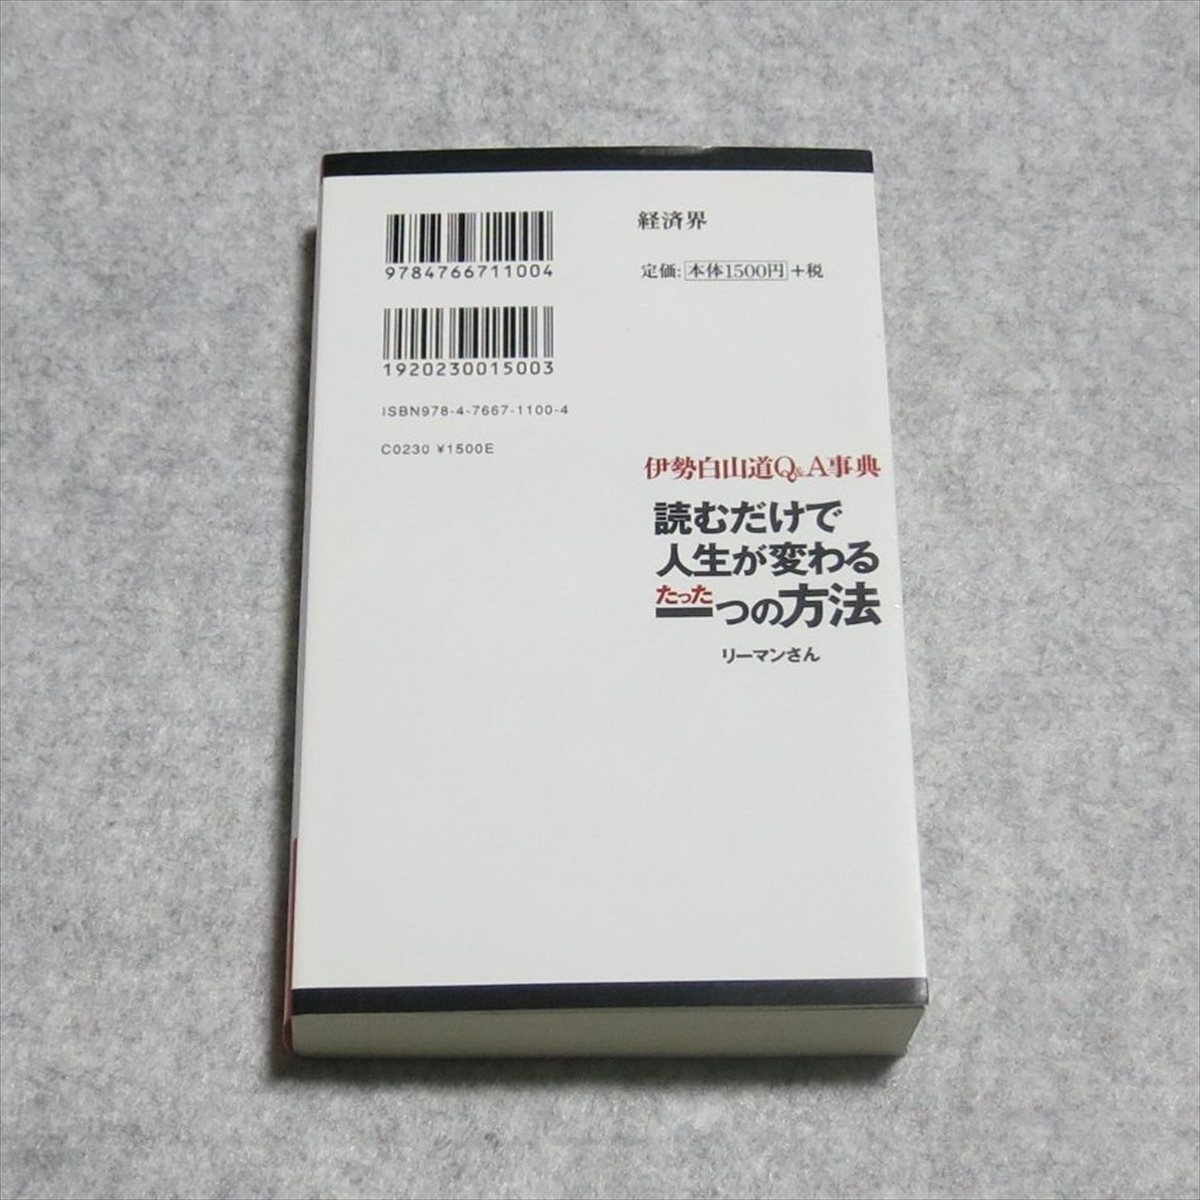 9784766711004
1920230015003
ISBN978-4-7667-1100-4
C0230 ¥1500E
経済界
定価:本体1500円+税
伊勢白山道Q&A事典
読むだけで
人生が変わる
たった
一つの方法
リーマンさん